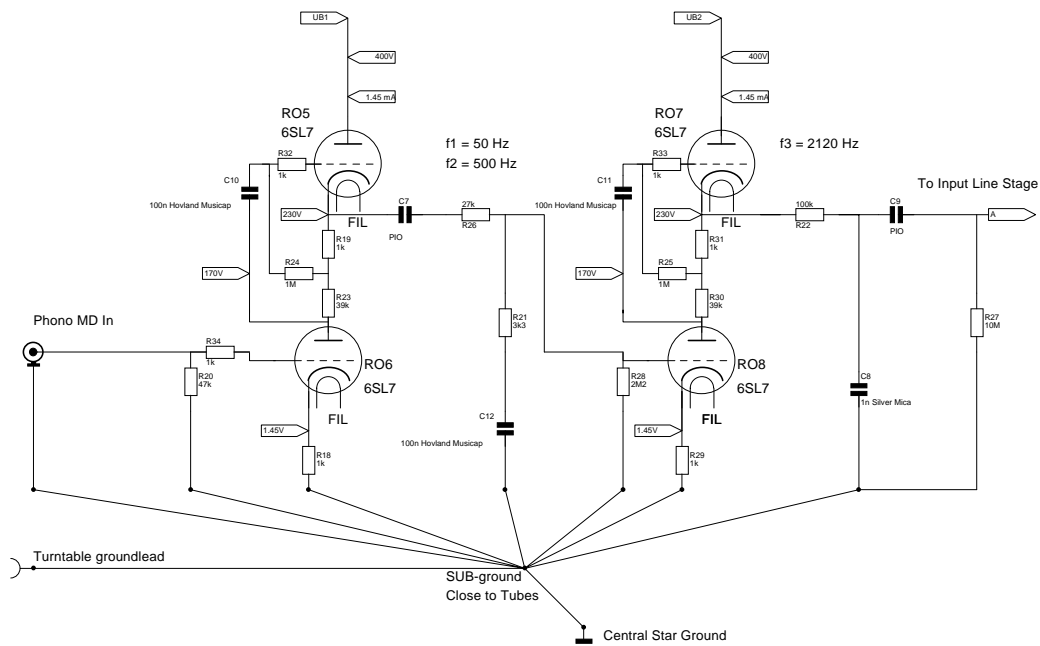 UB1
UB2
400V
400V
1.45 mA
1.45 mA
RO5
6SL7
RO7
6SL7
f1 = 50 Hz
f2 = 500 Hz
f3 = 2120 Hz
R32
1k
R33
1k
C10
100n Hovland Musicap
C11
100n Hovland Musicap
To Input Line Stage
230V
FIL
C7
PIO
27k
R26
230V
FIL
100k
R22
C9
PIO
A
R19
1k
R31
1k
170V
R24
1M
170V
R25
1M
R23
39k
R30
39k
Phono MD In
R21
3k3
R27
10M
R34
1k
R20
47k
RO6
6SL7
R28
2M2
RO8
6SL7
C8
1n Silver Mica
FIL
FIL
1.45V
C12
100n Hovland Musicap
1.45V
R18
1k
R29
1k
Turntable groundlead
SUB-ground
Close to Tubes
Central Star Ground